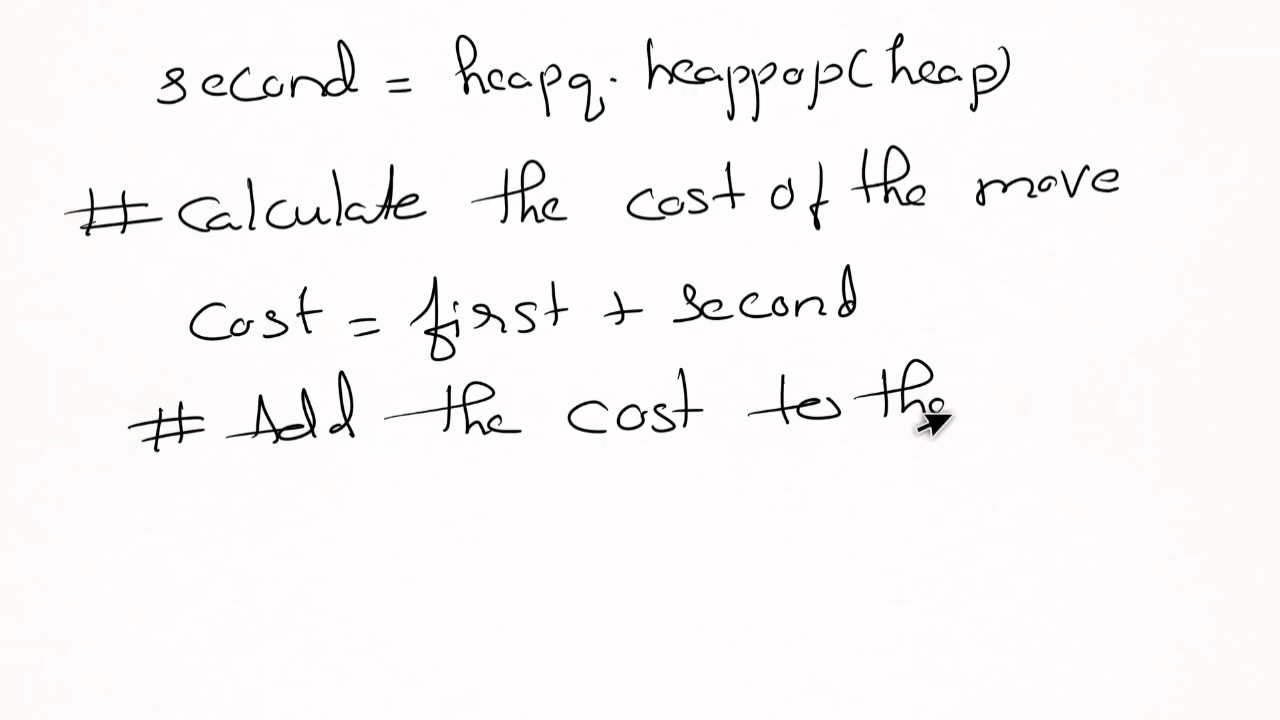 second = heapq. heappop(heap)
# Calculate the cost of the move
cost = first + second
# Add the cost to the